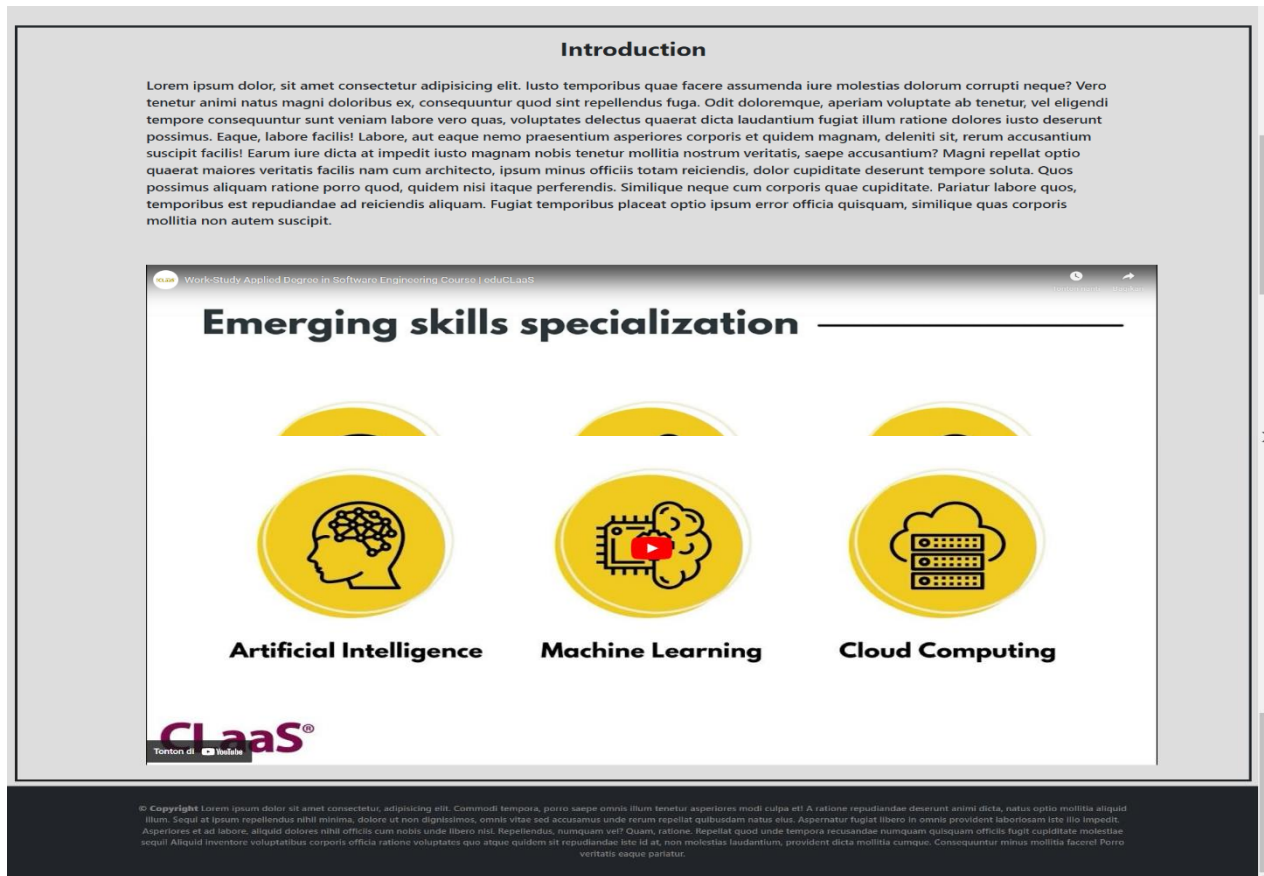 Introduction
Lorem ipsum dolor, sit amet consectetur adipisicing elit. Iusto temporibus quae facere assumenda iure molestias dolorum corrupti neque? Vero
tenetur animi natus magni doloribus ex, consequuntur quod sint repellendus fuga. Odit doloremque, aperiam voluptate ab tenetur, vel eligendi
tempore consequuntur sunt veniam labore vero quas, voluptates delectus quaerat dicta laudantium fugiat illum ratione dolores iusto deserunt
possimus. Eaque, labore facilis! Labore, aut eaque nemo praesentium asperiores corporis et quidem magnam, deleniti sit, rerum accusantium
suscipit facilis! Earum iure dicta at impedit iusto magnam nobis tenetur mollitia nostrum veritatis, saepe accusantium? Magni repellat optio
quaerat maiores veritatis facilis nam cum architecto, ipsum minus officiis totam reiciendis, dolor cupiditate deserunt tempore soluta. Quos
possimus aliquam ratione porro quod, quidem nisi itaque perferendis. Similique neque cum corporis quae cupiditate. Pariatur labore quos,
temporibus est repudiandae ad reiciendis aliquam. Fugiat temporibus placeat optio ipsum error officia quisquam, similique quas corporis
mollitia non autem suscipit.
Work-Study Applied Degree in Software Engineering Course | eduCLaaS
Emerging skills specialization
Artificial Intelligence
Machine Learning
Cloud Computing
CLaaS®
Tonton di YouTube
© Copyright Lorem ipsum dolor sit amet consectetur, adipisicing elit. Commodi tempora, porro saepe omnis illum tenetur asperiores modi culpa et! A ratione repudiandae deserunt animi dicta, natus optio mollitia aliquid
illum. Sequi at ipsum repellendus nihil minima, dolore ut non dignissimos, omnis vitae sed accusamus unde rerum repellat quibusdam natus eius. Aspernatur fugiat libero in omnis provident laboriosam iste illo impedit.
Asperiores et ad labore, aliquid dolores nihil officiis cum nobis unde libero nisi. Repellendus, numquam vel? Quam, ratione. Repellat quod unde tempora recusandae numquam quisquam officiis fugit cupiditate molestiae
sequi! Aliquid inventore voluptatibus corporis officia ratione voluptates quo atque quidem sit repudiandae iste id at, non molestias laudantium, provident dicta mollitia cumque. Consequuntur minus mollitia facere! Porro
veritatis eaque pariatur.